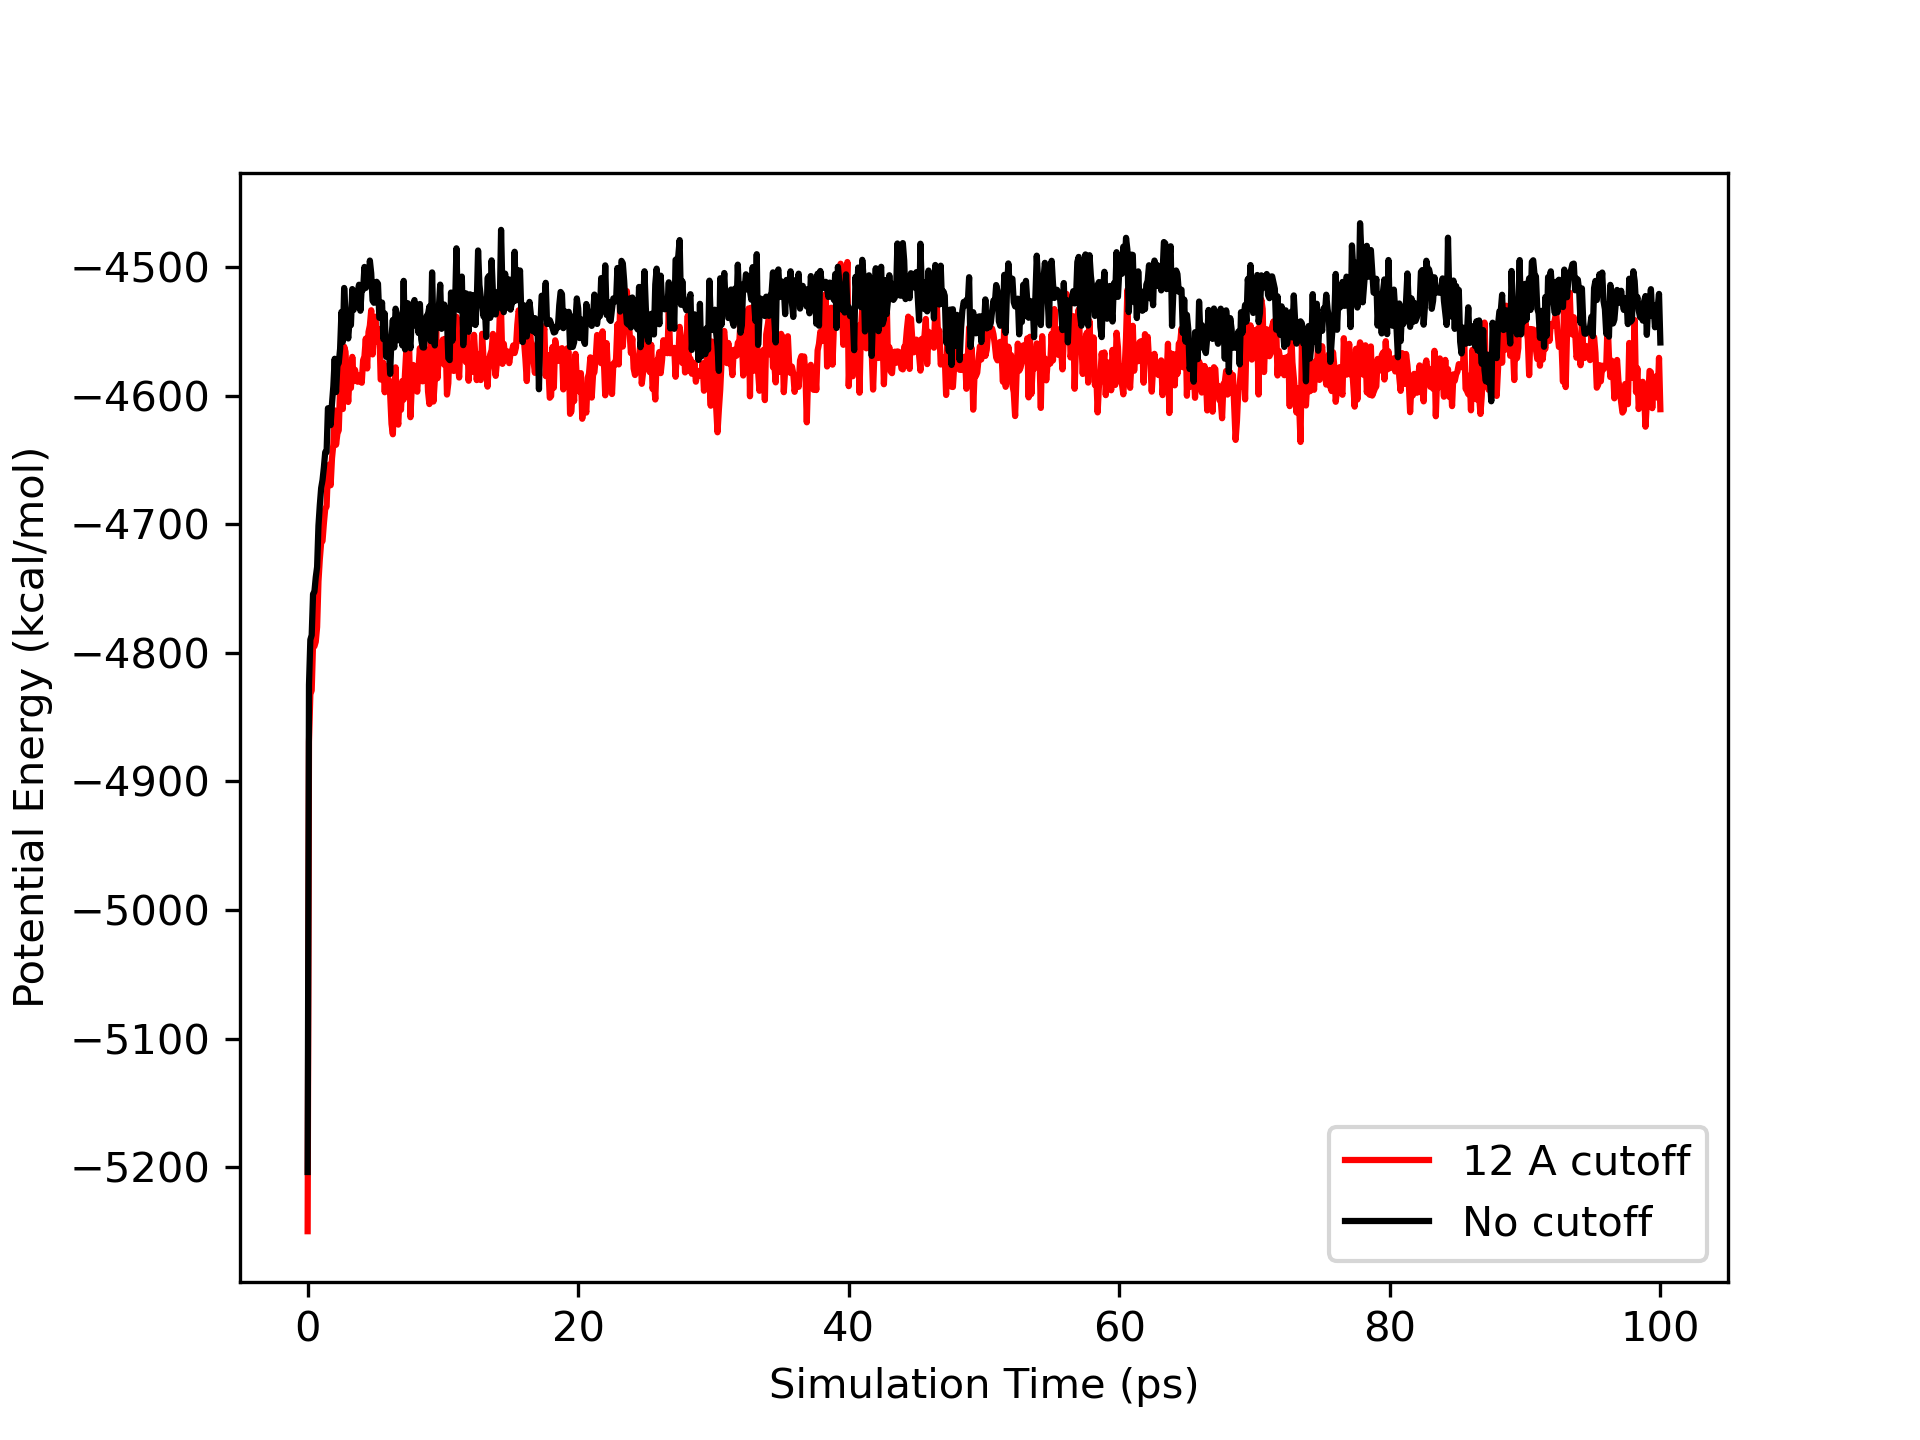 Potential Energy (kcal/mol)
−4500
−4600
−4700
−4800
−4900
−5000
−5100
−5200
12 A cutoff
No cutoff
0 20 40 60 80 100
Simulation Time (ps)